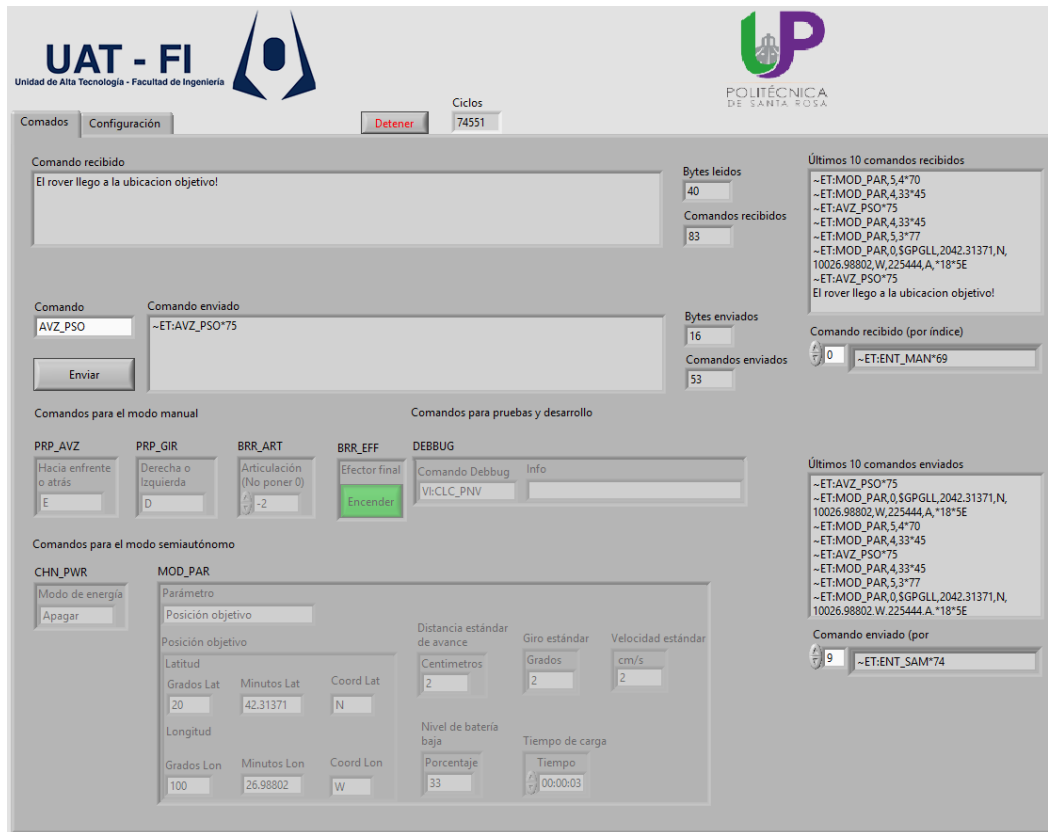 UAT - FI
Unidad de Alta Tecnología - Facultad de Ingeniería
UP
POLITÉCNICA
DE SANTA ROSA
Comados
Configuración
Detener
Ciclos
74551
Comando recibido
El rover llego a la ubicacion objetivo!
Bytes leidos
40
Comandos recibidos
83
Últimos 10 comandos recibidos
~ET:MOD_PAR,5,4*70
~ET:MOD_PAR,4,33*45
~ET:AVZ_PSO*75
~ET:MOD_PAR,4,33*45
~ET:MOD_PAR,5,3*77
~ET:MOD_PAR,0,$GPGLL,2042.31371,N,
10026.98802,W,225444,A,*18*5E
~ET:AVZ_PSO*75
El rover llego a la ubicacion objetivo!
Comando
AVZ_PSO
Enviar
Comando enviado
~ET:AVZ_PSO*75
Bytes enviados
16
Comandos enviados
53
Comando recibido (por índice)
0
~ET:ENT_MAN*69
Comandos para el modo manual
PRP_AVZ
Hacia enfrente
o atrás
E
PRP_GIR
Derecha o
Izquierda
D
BRR_ART
Articulación
(No poner 0)
-2
BRR_EFF
Efector final
Encender
Comandos para pruebas y desarrollo
DEBBUG
Comando Debbug
VI:CLC_PNV
Info
Últimos 10 comandos enviados
~ET:AVZ_PSO*75
~ET:MOD_PAR,0,$GPGLL,2042.31371,N,
10026.98802,W,225444,A,*18*5E
~ET:MOD_PAR,5,4*70
~ET:MOD_PAR,4,33*45
~ET:AVZ_PSO*75
~ET:MOD_PAR,4,33*45
~ET:MOD_PAR,5,3*77
~ET:MOD_PAR,0,$GPGLL,2042.31371,N,
10026.98802,W,225444,A,*18*5E
Comando enviado (por
9
~ET:ENT_SAM*74
Comandos para el modo semiautónomo
CHN_PWR
Modo de energía
Apagar
MOD_PAR
Parámetro
Posición objetivo
Posición objetivo
Latitud
Grados Lat
Minutos Lat
Coord Lat
20
42.31371
N
Longitud
Grados Lon
Minutos Lon
Coord Lon
100
26.98802
W
Distancia estándar
de avance
Centimetros
2
Giro estándar
Grados
2
Velocidad estándar
cm/s
2
Nivel de batería
baja
Porcentaje
33
Tiempo de carga
Tiempo
00:00:03